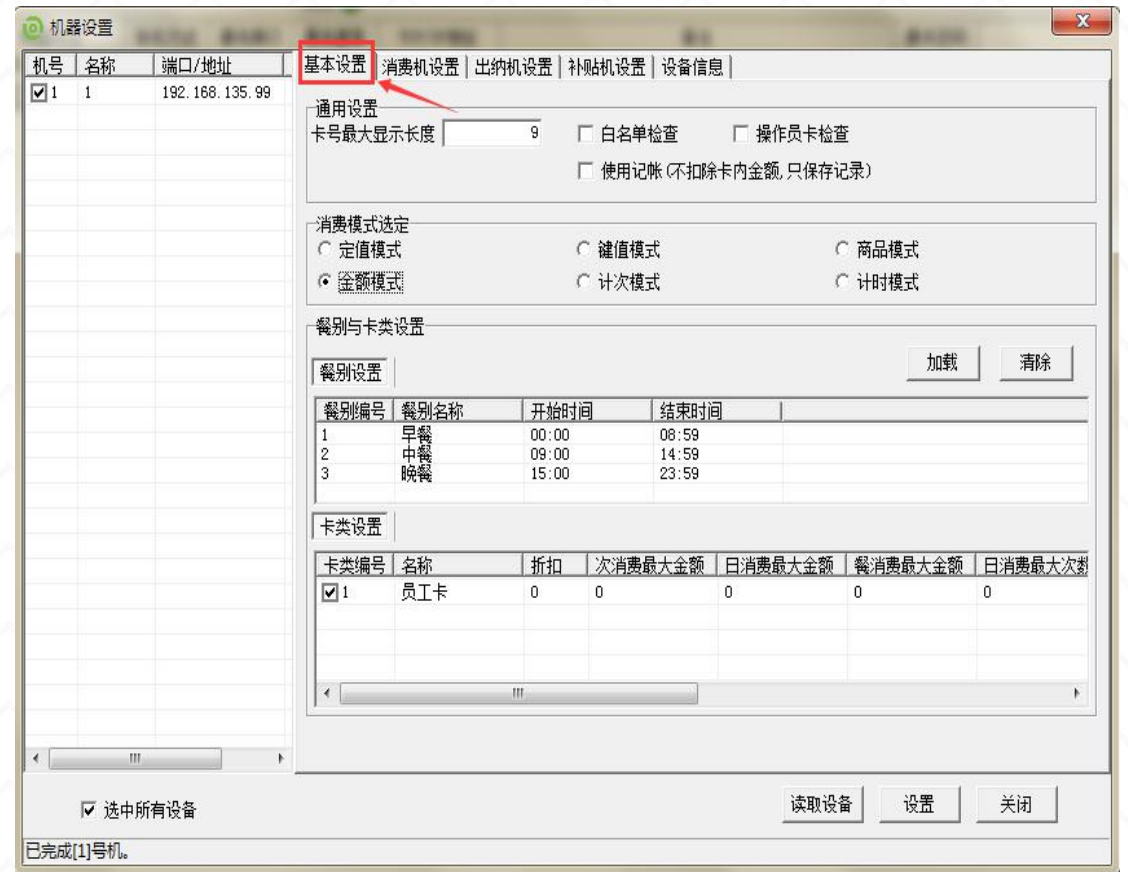 机器设置
机号 名称 端口/地址
1 1 192.168.135.99
基本设置 消费机设置 出纳机设置 补贴机设置 设备信息
通用设置
卡号最大显示长度 9 白名单检查 操作员卡检查
使用记帐(不扣除卡内金额,只保存记录)
消费模式选定
定值模式 键值模式 商品模式
金额模式 计次模式 计时模式
餐别与卡类设置
加载 清除
餐别设置
餐别编号 餐别名称 开始时间 结束时间
1 早餐 00:00 08:59
2 中餐 09:00 14:59
3 晚餐 15:00 23:59
卡类设置
卡类编号 名称 折扣 次消费最大金额 日消费最大金额 餐消费最大金额 日消费最大次数
1 员工卡 0 0 0 0 0
选中所有设备 读取设备 设置 关闭
已完成[1]号机。